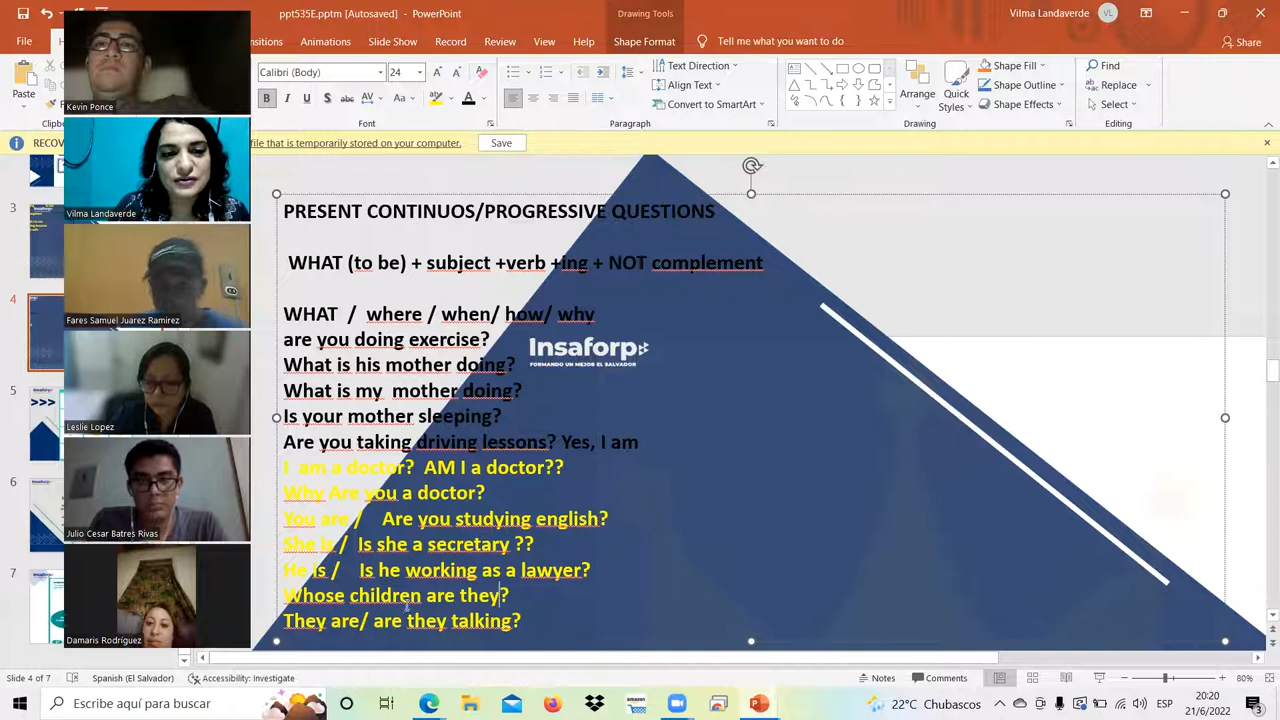 Kevin Ponce
Vilma Landaverde
Fares Samuel Juarez Ramirez
Leslie Lopez
Julio Cesar Batres Rivas
Damaris Rodríguez
Drawing Tools
Vilma Landaverde
VL
nsitions
Animations
Slide Show
Review
View
Recording
Help
Acrobat
PDFelement
Shape Format
Tell me what you want to do
Share
Calibri (Body)
24
Text Direction
Align Text
Convert to SmartArt
Arrange
Quick
Styles
Shape Fill
Shape Outline
Shape Effects
Find
Replace
Select
Font
Paragraph
Drawing
Editing
RECOV
file that is temporarily stored on your computer.
Save
PRESENT CONTINUOS/PROGRESSIVE QUESTIONS
WHAT (to be) + subject +verb +ing + NOT complement
WHAT / where / when/ how/ why
are you doing exercise?
What is his mother doing?
What is my mother doing?
Is your mother sleeping?
Are you taking driving lessons? Yes, I am
I am a doctor? AM I a doctor??
Why Are you a doctor?
You are / Are you studying english?
She is / Is she a secretary ??
He is / Is he working as a lawyer?
Whose children are they?
They are/ are they talking?
Insaforp
FORMANDO UN MEJOR EL SALVADOR
4
5
Slide 4 of 7
Spanish (El Salvador)
Accessibility: Investigate
Notes
Comments
80%
Escribe aquí para buscar
22°C Chubascos
20:20
21/6/2022
3